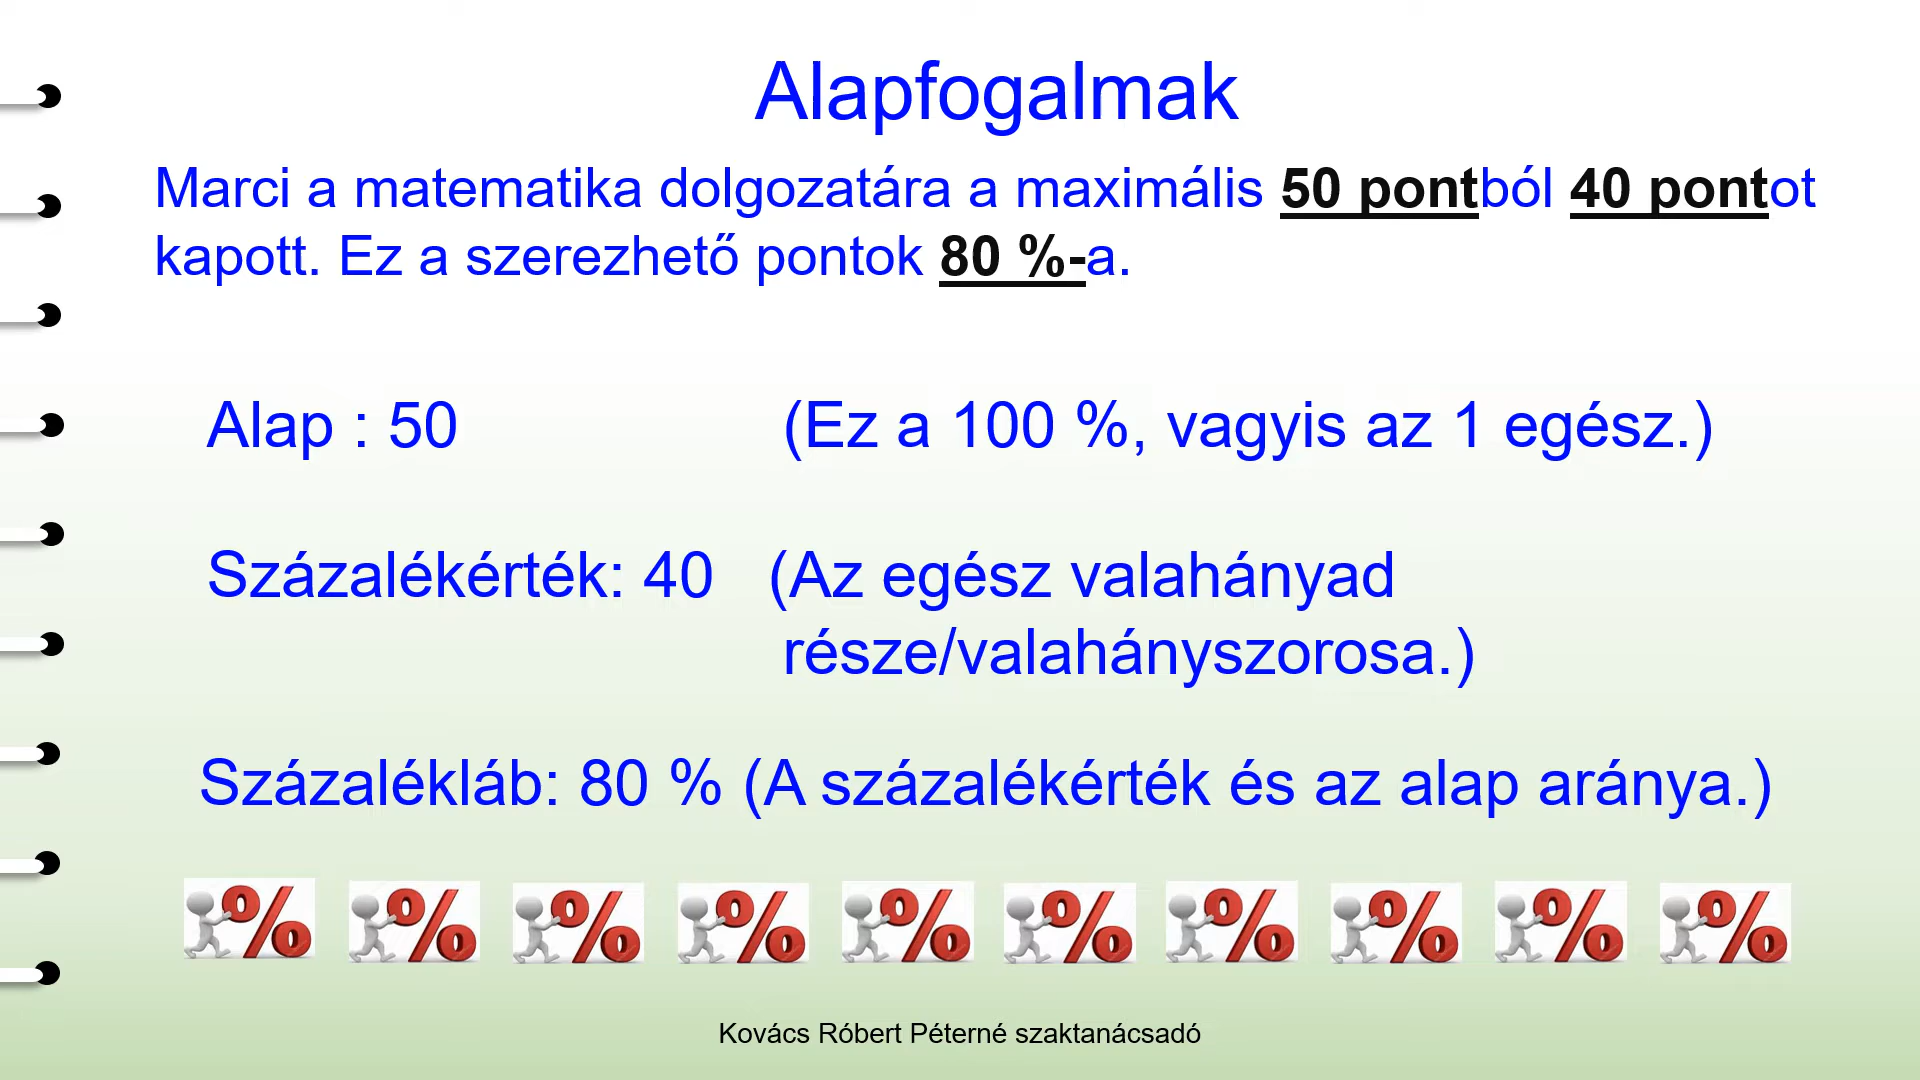 Alapfogalmak
Marci a matematika dolgozatára a maximális 50 pontból 40 pontot
kapott. Ez a szerezhető pontok 80 %-a.
Alap : 50 (Ez a 100 %, vagyis az 1 egész.)
Százalékérték: 40 (Az egész valahányad
része/valahányszorosa.)
Százalékláb: 80 % (A százalékérték és az alap aránya.)
% % % % % % % % % %
Kovács Róbert Péterné szaktanácsadó